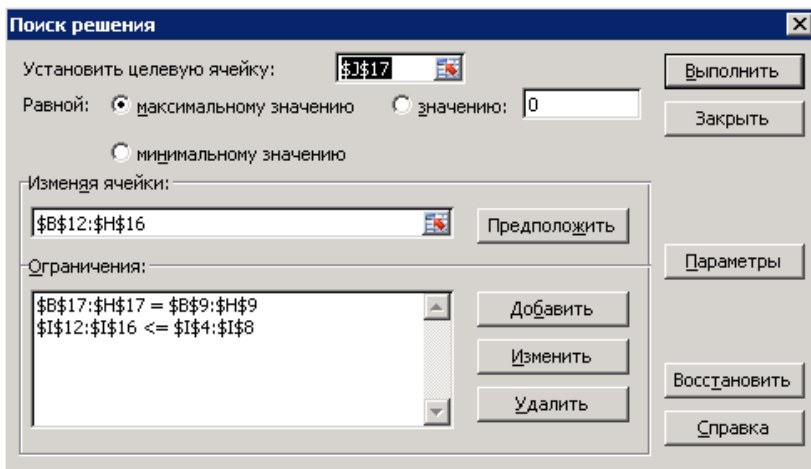 Поиск решения
Установить целевую ячейку: $J$17
Выполнить
Равной: максимальному значению значению: 0
Закрыть
минимальному значению
Изменяя ячейки:
$B$12:$H$16
Предположить
Ограничения:
Параметры
$B$17:$H$17 = $B$9:$H$9
$I$12:$I$16 <= $I$4:$I$8
Добавить
Изменить
Удалить
Восстановить
Справка